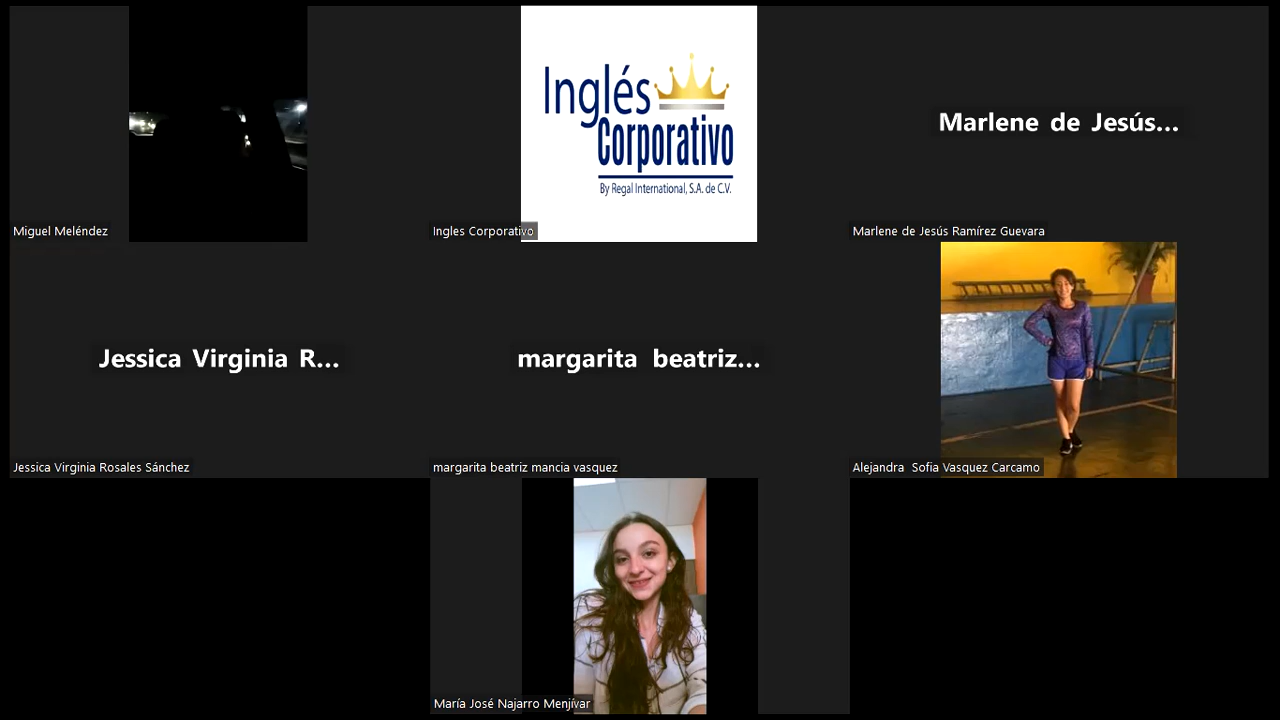 Inglés
Corporativo
By Regal International, S.A. de C.V.
Marlene de Jesús...
Miguel Meléndez
Ingles Corporativo
Marlene de Jesús Ramírez Guevara
Jessica Virginia R...
margarita beatriz...
Jessica Virginia Rosales Sánchez
margarita beatriz mancia vasquez
Alejandra Sofia Vasquez Carcamo
María José Najarro Menjívar